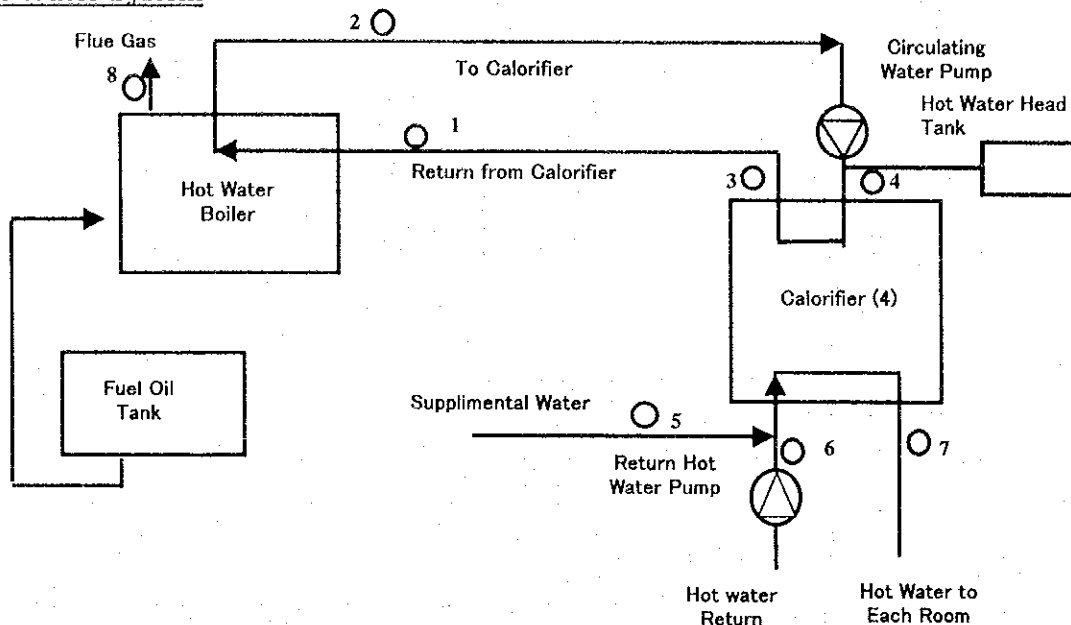 2
Flue Gas
8
To Calorifier
Circulating
Water Pump
Hot Water Head
Tank
1
Return from Calorifier
3
4
Hot Water
Boiler
Calorifier (4)
Fuel Oil
Tank
Supplimental Water
5
6
7
Return Hot
Water Pump
Hot water
Return
Hot Water to
Each Room